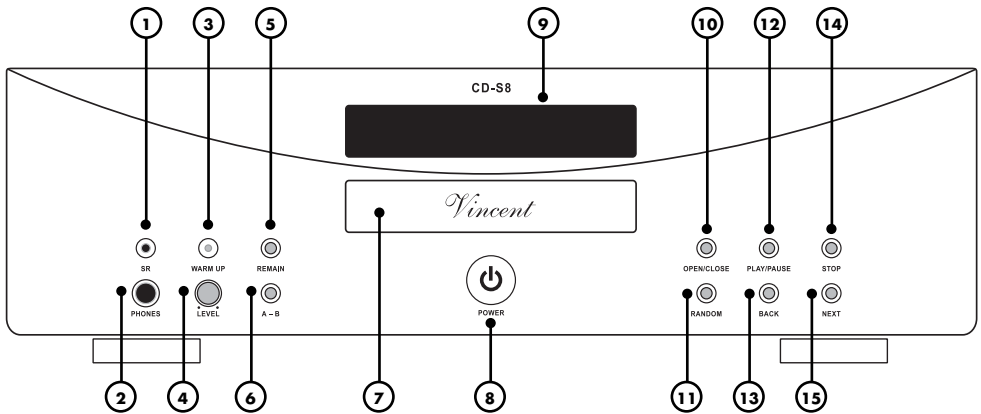 1 3 5 9 10 12 14
CD-S8
Vincent
SR WARM UP REMAIN OPEN/CLOSE PLAY/PAUSE STOP
PHONES LEVEL A – B POWER RANDOM BACK NEXT
2 4 6 7 8 11 13 15